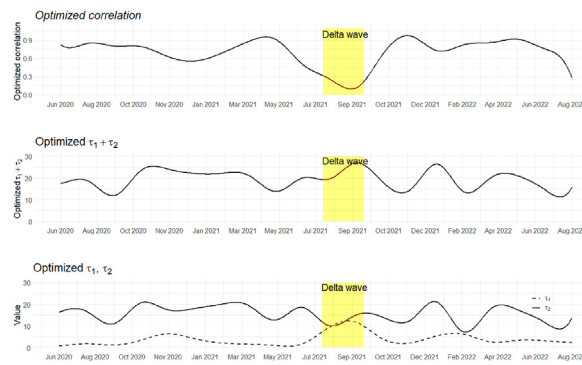 Optimized correlation
Optimized correlation
0.9
0.6
0.3
0.0
Delta wave
Jun 2020 Aug 2020 Oct 2020 Dec 2020 Jan 2021 Mar 2021 May 2021 Jul 2021 Sep 2021 Oct 2021 Dec 2021 Feb 2022 Apr 2022 Jun 2022 Aug 202
Optimized τ₁ + τ₂
Optimized τ₁ + τ₂
30
20
10
0
Delta wave
Jun 2020 Aug 2020 Oct 2020 Dec 2020 Jan 2021 Mar 2021 May 2021 Jul 2021 Sep 2021 Oct 2021 Dec 2021 Feb 2022 Apr 2022 Jun 2022 Aug 202
Optimized τ₁, τ₂
Value
30
20
10
0
Delta wave
τ₁
τ₂
Jun 2020 Aug 2020 Oct 2020 Dec 2020 Jan 2021 Mar 2021 May 2021 Jul 2021 Sep 2021 Oct 2021 Dec 2021 Feb 2022 Apr 2022 Jun 2022 Aug 202